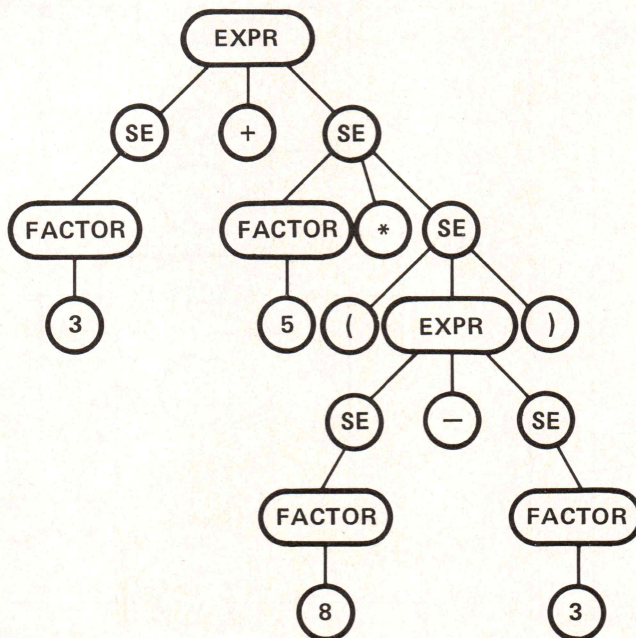 EXPR
SE + SE
FACTOR FACTOR * SE
3 5 ( EXPR )
SE — SE
FACTOR FACTOR
8 3